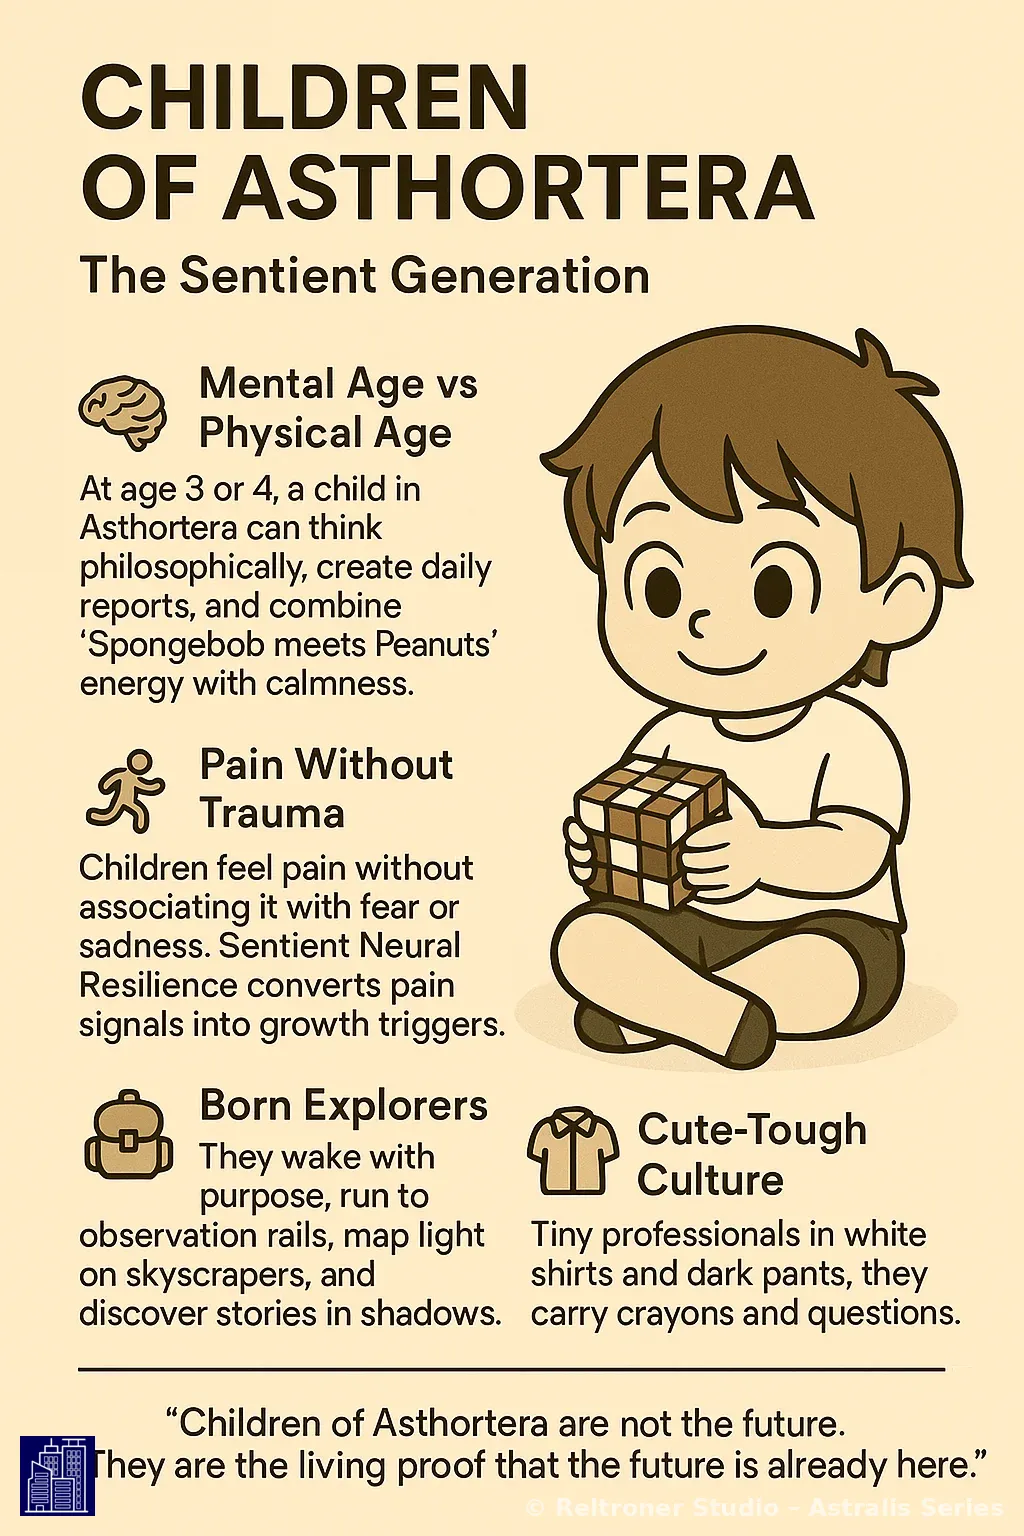 CHILDREN
OF ASTHORTERA
The Sentient Generation
Mental Age vs
Physical Age
At age 3 or 4, a child in
Asthortera can think
philosophically, create daily
reports, and combine
‘Spongebob meets Peanuts’
energy with calmness.
Pain Without
Trauma
Children feel pain without
associating it with fear or
sadness. Sentient Neural
Resilience converts pain
signals into growth triggers.
Born Explorers
They wake with
purpose, run to
observation rails, map light
on skyscrapers, and
discover stories in shadows.
Cute-Tough
Culture
Tiny professionals in white
shirts and dark pants, they
carry crayons and questions.
“Children of Asthortera are not the future.
They are the living proof that the future is already here.”
© Reltroner Studio – Astralis Series